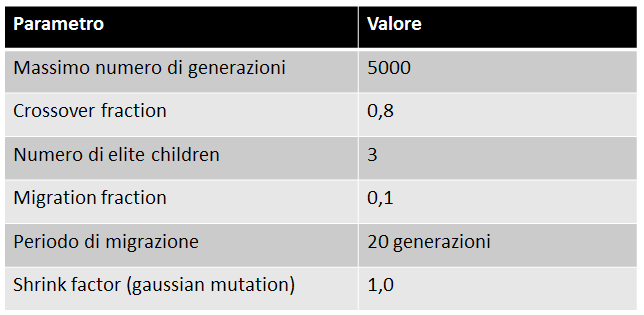 Parametro Valore
Massimo numero di generazioni 5000
Crossover fraction 0,8
Numero di elite children 3
Migration fraction 0,1
Periodo di migrazione 20 generazioni
Shrink factor (gaussian mutation) 1,0